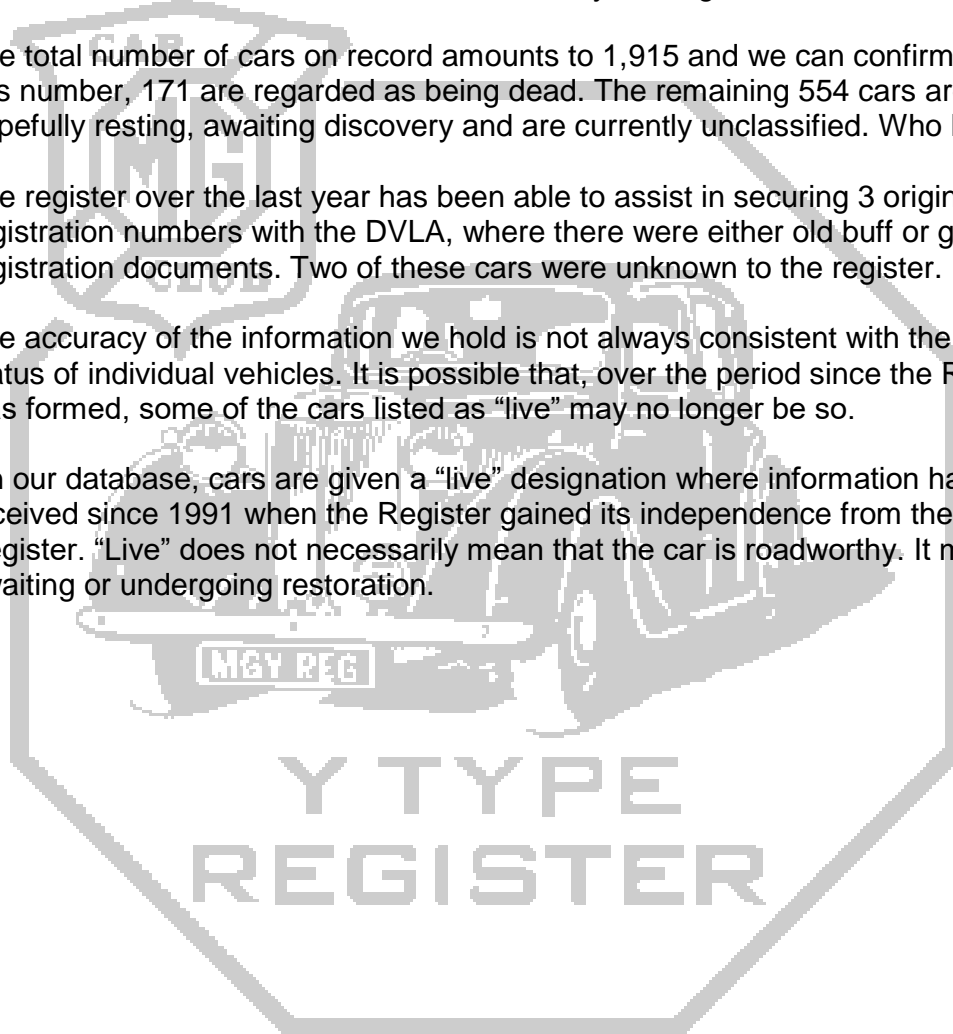 e total number of cars on record amounts to 1,915 and we can confirm
s number, 171 are regarded as being dead. The remaining 554 cars ar
pefully resting, awaiting discovery and are currently unclassified. Who
e register over the last year has been able to assist in securing 3 origin
gistration numbers with the DVLA, where there were either old buff or g
gistration documents. Two of these cars were unknown to the register.
e accuracy of the information we hold is not always consistent with the
atus of individual vehicles. It is possible that, over the period since the R
s formed, some of the cars listed as “live” may no longer be so.
our database, cars are given a “live” designation where information ha
ceived since 1991 when the Register gained its independence from the
egister. “Live” does not necessarily mean that the car is roadworthy. It m
waiting or undergoing restoration.
CAR
MG
CLUB
MGY REG
Y TYPE
REGISTER